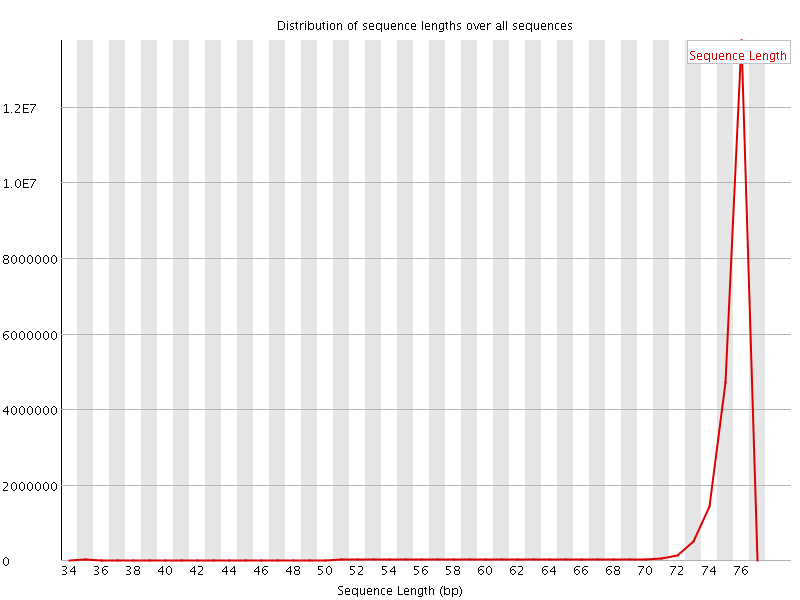 Distribution of sequence lengths over all sequences
Sequence Length
1.2E7
1.0E7
8000000
6000000
4000000
2000000
0
34 36 38 40 42 44 46 48 50 52 54 56 58 60 62 64 66 68 70 72 74 76
Sequence Length (bp)